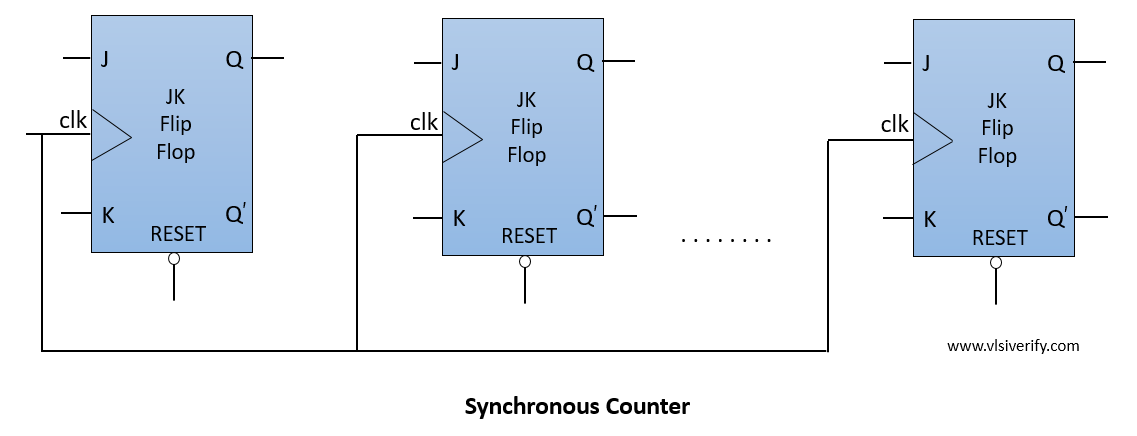 J Q
JK
Flip
Flop
clk
K Q′
RESET
J Q
JK
Flip
Flop
clk
K Q'
RESET
. . . . . . . .
J Q
JK
Flip
Flop
clk
K Q'
RESET
www.vlsiverify.com
Synchronous Counter